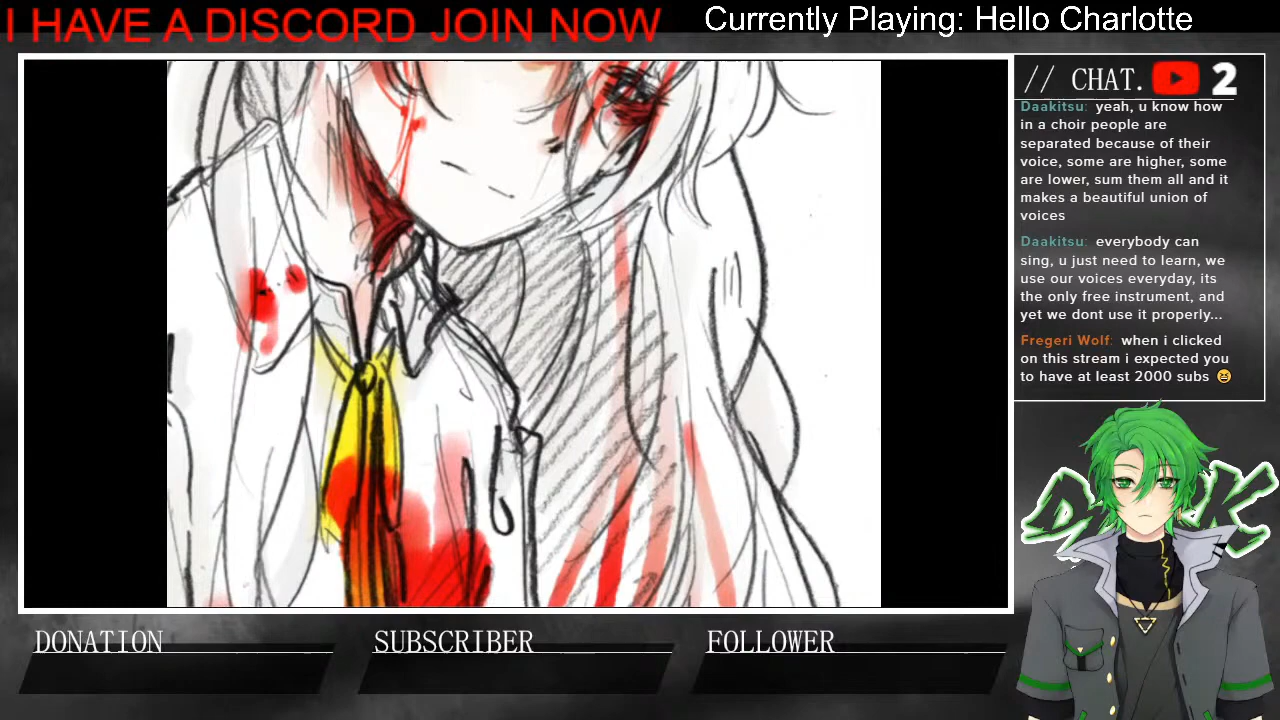 I HAVE A DISCORD JOIN NOW
Currently Playing: Hello Charlotte
// CHAT. 2
Daakitsu: yeah, u know how
in a choir people are
separated because of their
voice, some are higher, some
are lower, sum them all and it
makes a beautiful union of
voices
Daakitsu: everybody can
sing, u just need to learn, we
use our voices everyday, its
the only free instrument, and
yet we dont use it properly...
Fregeri Wolf: when i clicked
on this stream i expected you
to have at least 2000 subs 😆
DONATION
SUBSCRIBER
FOLLOWER